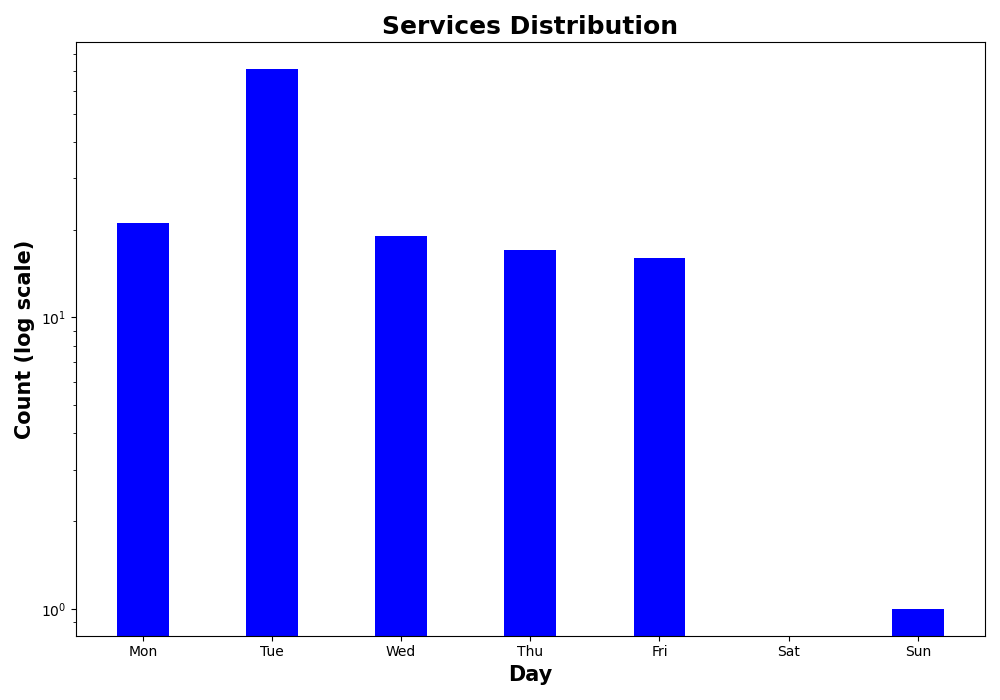 Services Distribution
Count (log scale)
10¹
10⁰
Mon Tue Wed Thu Fri Sat Sun
Day